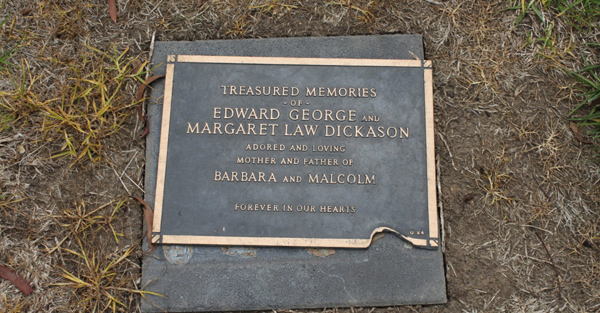 TREASURED MEMORIES
- OF -
EDWARD GEORGE AND
MARGARET LAW DICKASON
ADORED AND LOVING
MOTHER AND FATHER OF
BARBARA AND MALCOLM
FOREVER IN OUR HEARTS